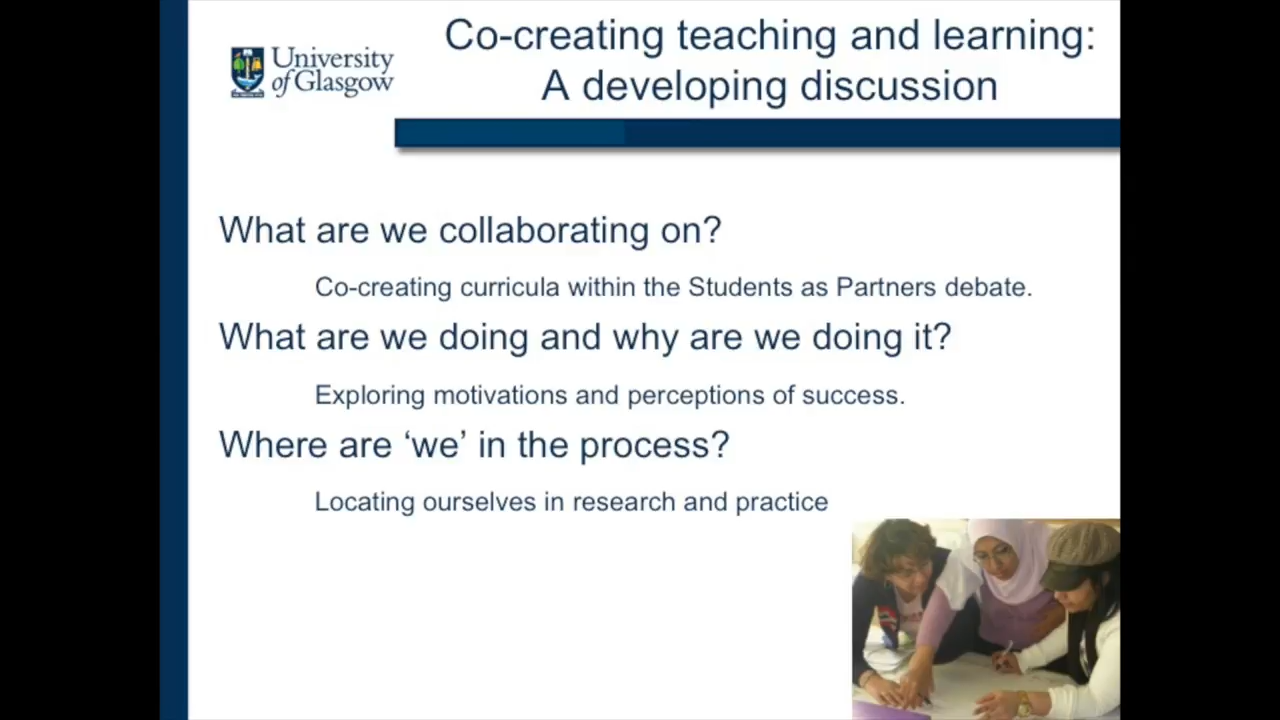 University
of Glasgow
Co-creating teaching and learning:
A developing discussion
What are we collaborating on?
Co-creating curricula within the Students as Partners debate.
What are we doing and why are we doing it?
Exploring motivations and perceptions of success.
Where are ‘we’ in the process?
Locating ourselves in research and practice